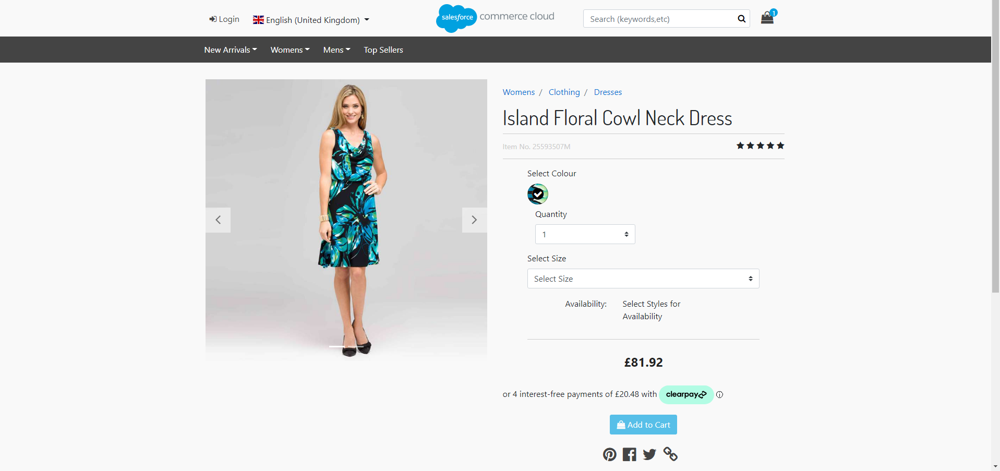 Login
English (United Kingdom)
salesforce commerce cloud
Search (keywords,etc)
1
New Arrivals
Womens
Mens
Top Sellers
Womens / Clothing / Dresses
Island Floral Cowl Neck Dress
Item No. 25593507M
Select Colour
Quantity
1
Select Size
Select Size
Availability: Select Styles for
Availability
£81.92
or 4 interest-free payments of £20.48 with clearpay
Add to Cart